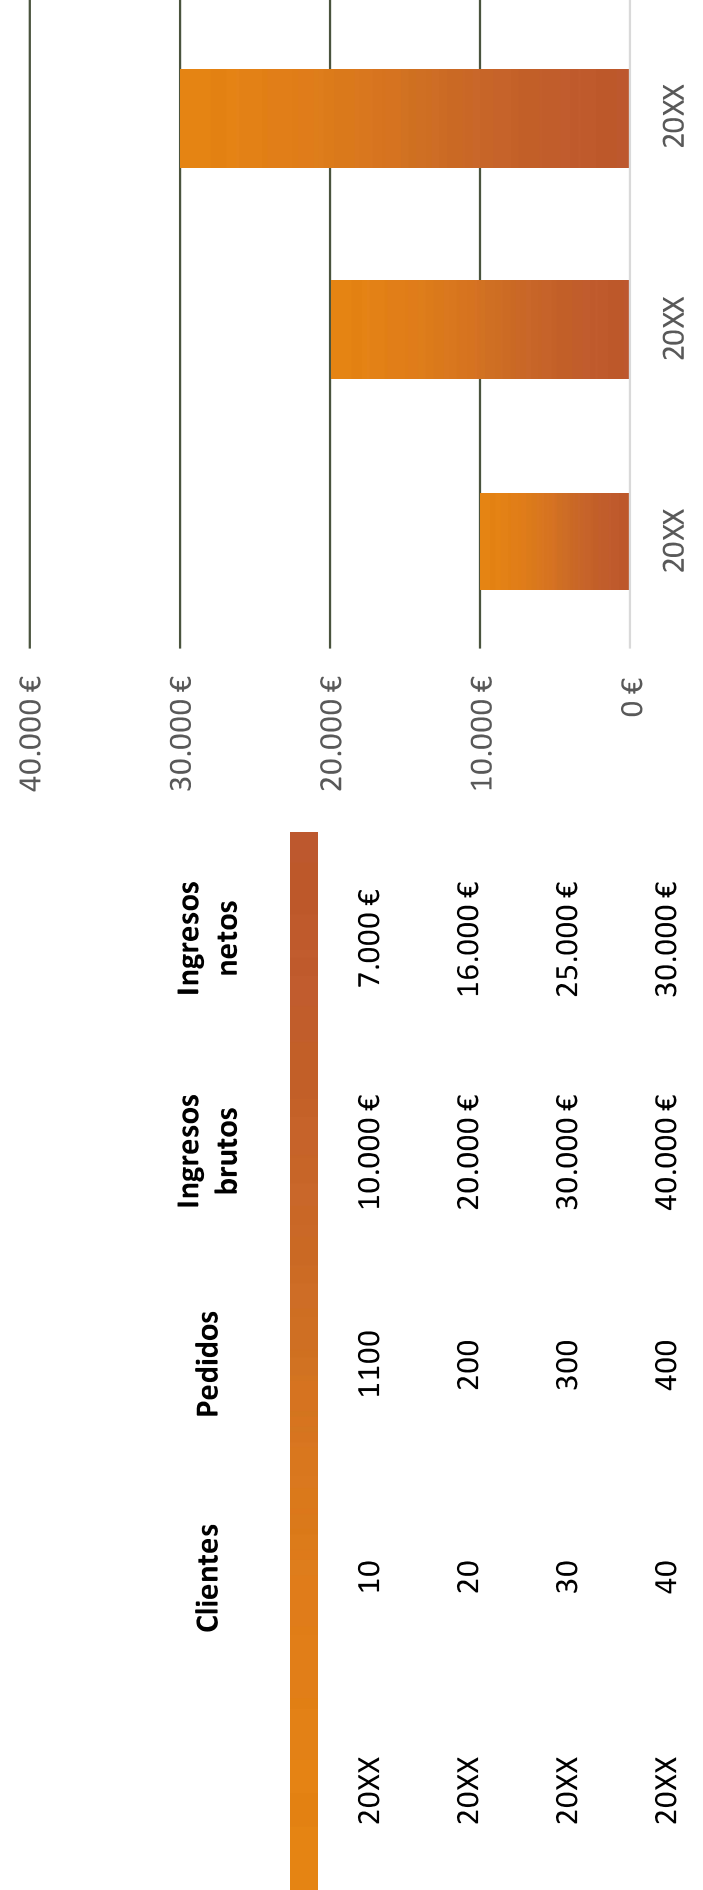 Clientes
Pedidos
Ingresos
brutos
Ingresos
netos
20XX 10 1100 10.000 € 7.000 €
20XX 20 200 20.000 € 16.000 €
20XX 30 300 30.000 € 25.000 €
20XX 40 400 40.000 € 30.000 €
40.000 €
30.000 €
20.000 €
10.000 €
0 €
20XX 20XX 20XX